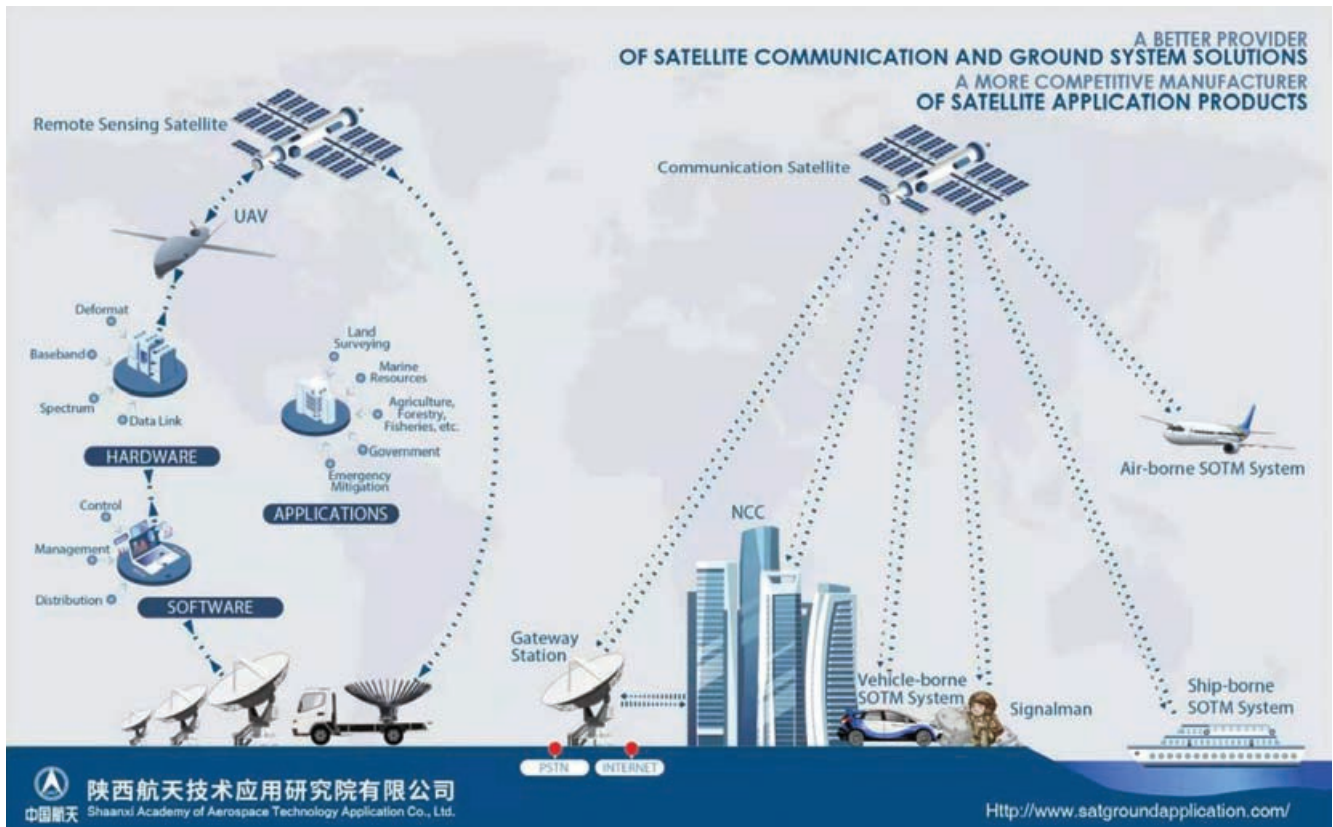 A BETTER PROVIDER
OF SATELLITE COMMUNICATION AND GROUND SYSTEM SOLUTIONS
A MORE COMPETITIVE MANUFACTURER
OF SATELLITE APPLICATION PRODUCTS
Remote Sensing Satellite
UAV
Deformat
Baseband
Spectrum
Data Link
HARDWARE
Control
Management
Distribution
SOFTWARE
Land
Surveying
Marine
Resources
Agriculture,
Forestry,
Fisheries, etc.
Government
Emergency
Mitigation
APPLICATIONS
Communication Satellite
Air-borne SOTM System
NCC
Gateway
Station
Vehicle-borne
SOTM System
Signalman
Ship-borne
SOTM System
PSTN
INTERNET
中国航天
陕西航天技术应用研究院有限公司
Shaanxi Academy of Aerospace Technology Application Co., Ltd.
Http://www.satgroundapplication.com/